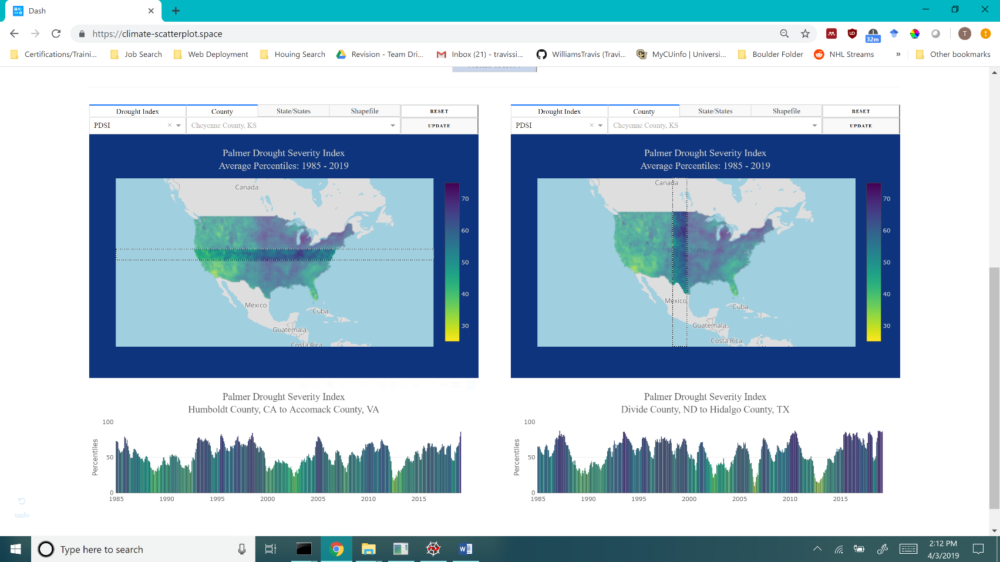 Dash
https://climate-scatterplot.space
32m
T
Certifications/Traini...
Job Search
Web Deployment
Houing Search
Revision - Team Dri...
Inbox (21) - travissi...
WilliamsTravis (Travi...
MyCUinfo | Universi...
Boulder Folder
NHL Streams
»
Other bookmarks
Drought Index
County
State/States
Shapefile
RESET
PDSI
Cheyenne County, KS
UPDATE
Palmer Drought Severity Index
Average Percentiles: 1985 - 2019
Canada
Mexico
Cuba
Guatemala
Costa Rica
70
60
50
40
30
Palmer Drought Severity Index
Humboldt County, CA to Accomack County, VA
Percentiles
100
50
0
1985 1990 1995 2000 2005 2010 2015
Drought Index
County
State/States
Shapefile
RESET
PDSI
Cheyenne County, KS
UPDATE
Palmer Drought Severity Index
Average Percentiles: 1985 - 2019
Canada
States
Mexico
Cuba
Guatemala
Costa Rica
70
60
50
40
30
Palmer Drought Severity Index
Divide County, ND to Hidalgo County, TX
Percentiles
100
50
0
1985 1990 1995 2000 2005 2010 2015
undo
Type here to search
2:12 PM
4/3/2019